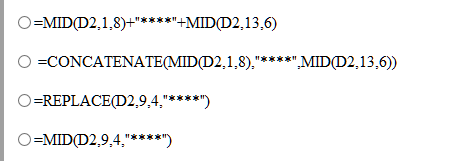 =MID(D2,1,8)+"****"+MID(D2,13,6)
=CONCATENATE(MID(D2,1,8),"****",MID(D2,13,6))
=REPLACE(D2,9,4,"****")
=MID(D2,9,4,"****")